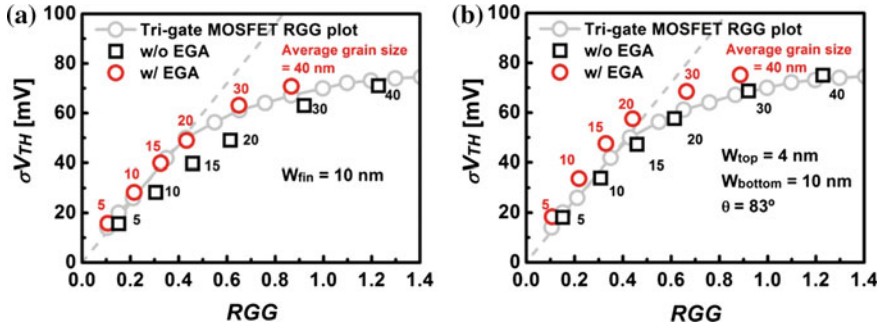 (a)
100
80
60
40
20
0
σVTH [mV]
Tri-gate MOSFET RGG plot
w/o EGA
w/ EGA
Average grain size
= 40 nm
30
20
15
10
5
40
30
20
15
10
5
Wfin = 10 nm
0.0 0.2 0.4 0.6 0.8 1.0 1.2 1.4
RGG
(b)
100
80
60
40
20
0
σVTH [mV]
Tri-gate MOSFET RGG plot
w/o EGA
w/ EGA
Average grain size
= 40 nm
30
20
15
10
5
40
30
20
15
10
5
Wtop = 4 nm
Wbottom = 10 nm
θ = 83º
0.0 0.2 0.4 0.6 0.8 1.0 1.2 1.4
RGG